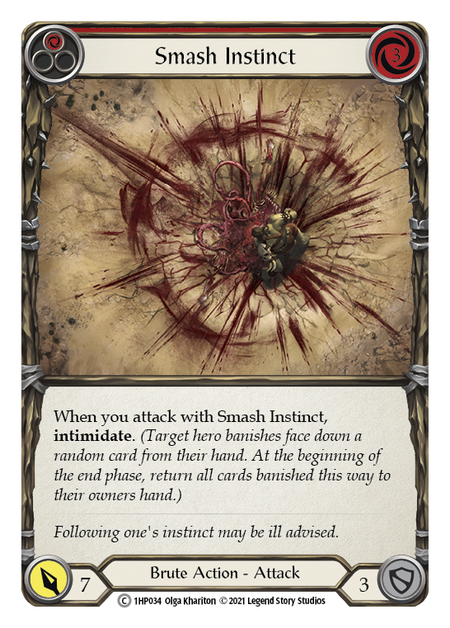 Smash Instinct
3
When you attack with Smash Instinct,
intimidate. (Target hero banishes face down a
random card from their hand. At the beginning of
the end phase, return all cards banished this way to
their owners hand.)
Following one's instinct may be ill advised.
7
Brute Action - Attack
3
C 1HP034 Olga Khariton © 2021 Legend Story Studios